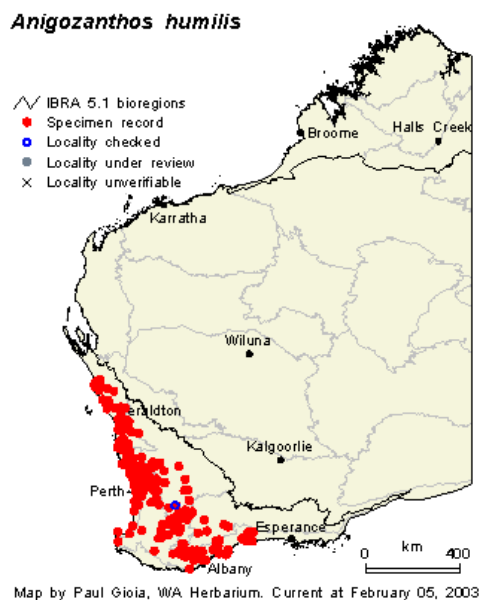 Anigozanthos humilis
IBRA 5.1 bioregions
Specimen record
Locality checked
Locality under review
Locality unverifiable
Broome
Halls Creek
Karratha
Wiluna
eraldton
Kalgoorlie
Perth
Esperance
Albany
km
0 400
Map by Paul Gioia, WA Herbarium. Current at February 05, 2003